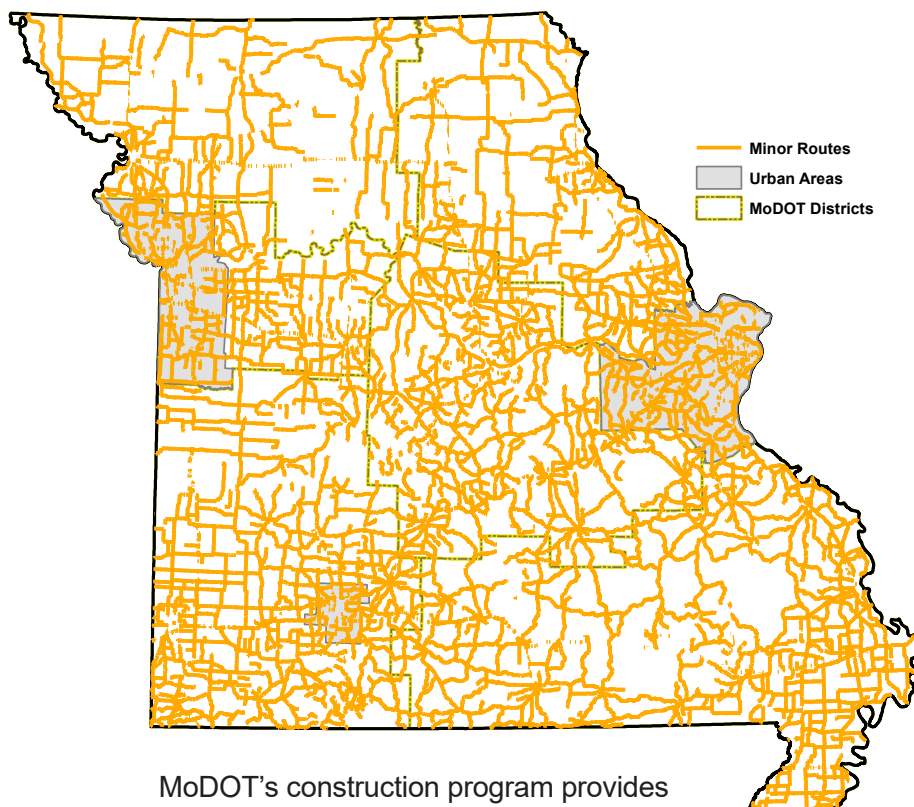 Minor Routes
Urban Areas
MoDOT Districts
MoDOT's construction program provides